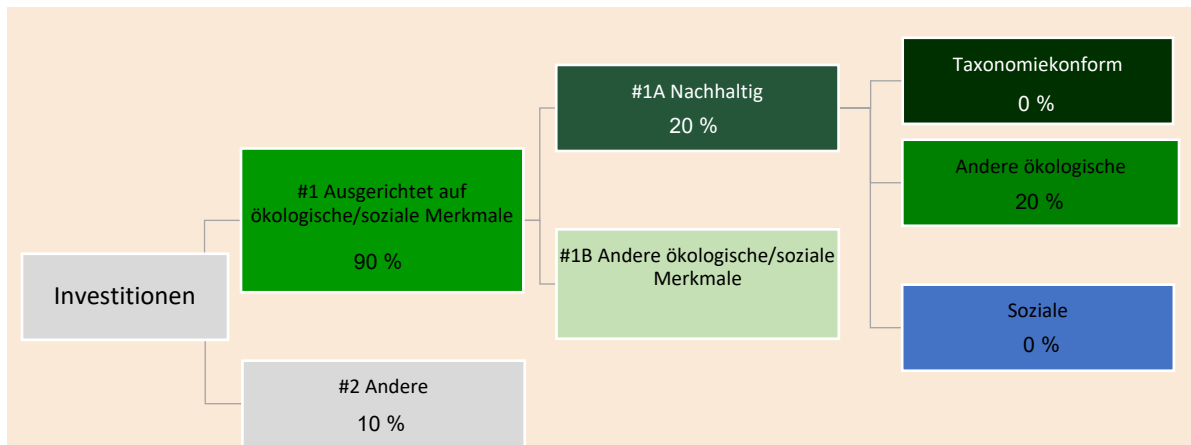 Investitionen
#1 Ausgerichtet auf
ökologische/soziale Merkmale
90 %
#2 Andere
10 %
#1A Nachhaltig
20 %
#1B Andere ökologische/soziale
Merkmale
Taxonomiekonform
0 %
Andere ökologische
20 %
Soziale
0 %